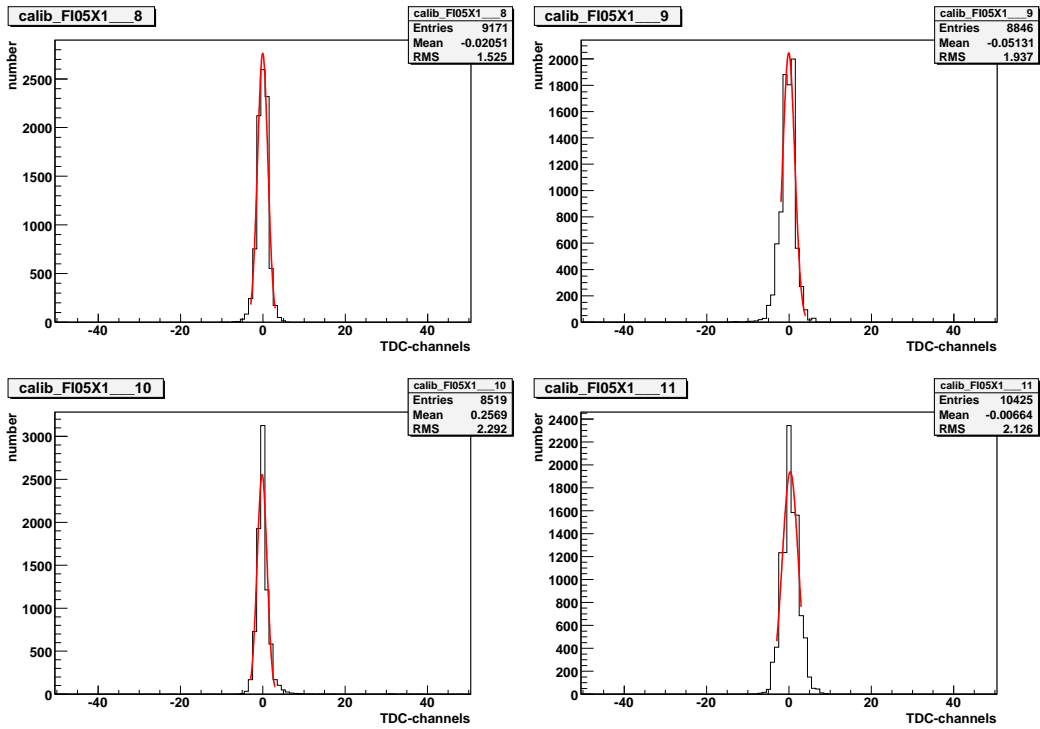 calib_FI05X1___8
calib_FI05X1___8
Entries 9171
Mean -0.02051
RMS 1.525
number
2500
2000
1500
1000
500
0
-40 -20 0 20 40
TDC-channels
calib_FI05X1___9
calib_FI05X1___9
Entries 8846
Mean -0.05131
RMS 1.937
number
2000
1800
1600
1400
1200
1000
800
600
400
200
0
-40 -20 0 20 40
TDC-channels
calib_FI05X1___10
calib_FI05X1___10
Entries 8519
Mean 0.2569
RMS 2.292
number
3000
2500
2000
1500
1000
500
0
-40 -20 0 20 40
TDC-channels
calib_FI05X1___11
calib_FI05X1___11
Entries 10425
Mean -0.00664
RMS 2.126
number
2400
2200
2000
1800
1600
1400
1200
1000
800
600
400
200
0
-40 -20 0 20 40
TDC-channels